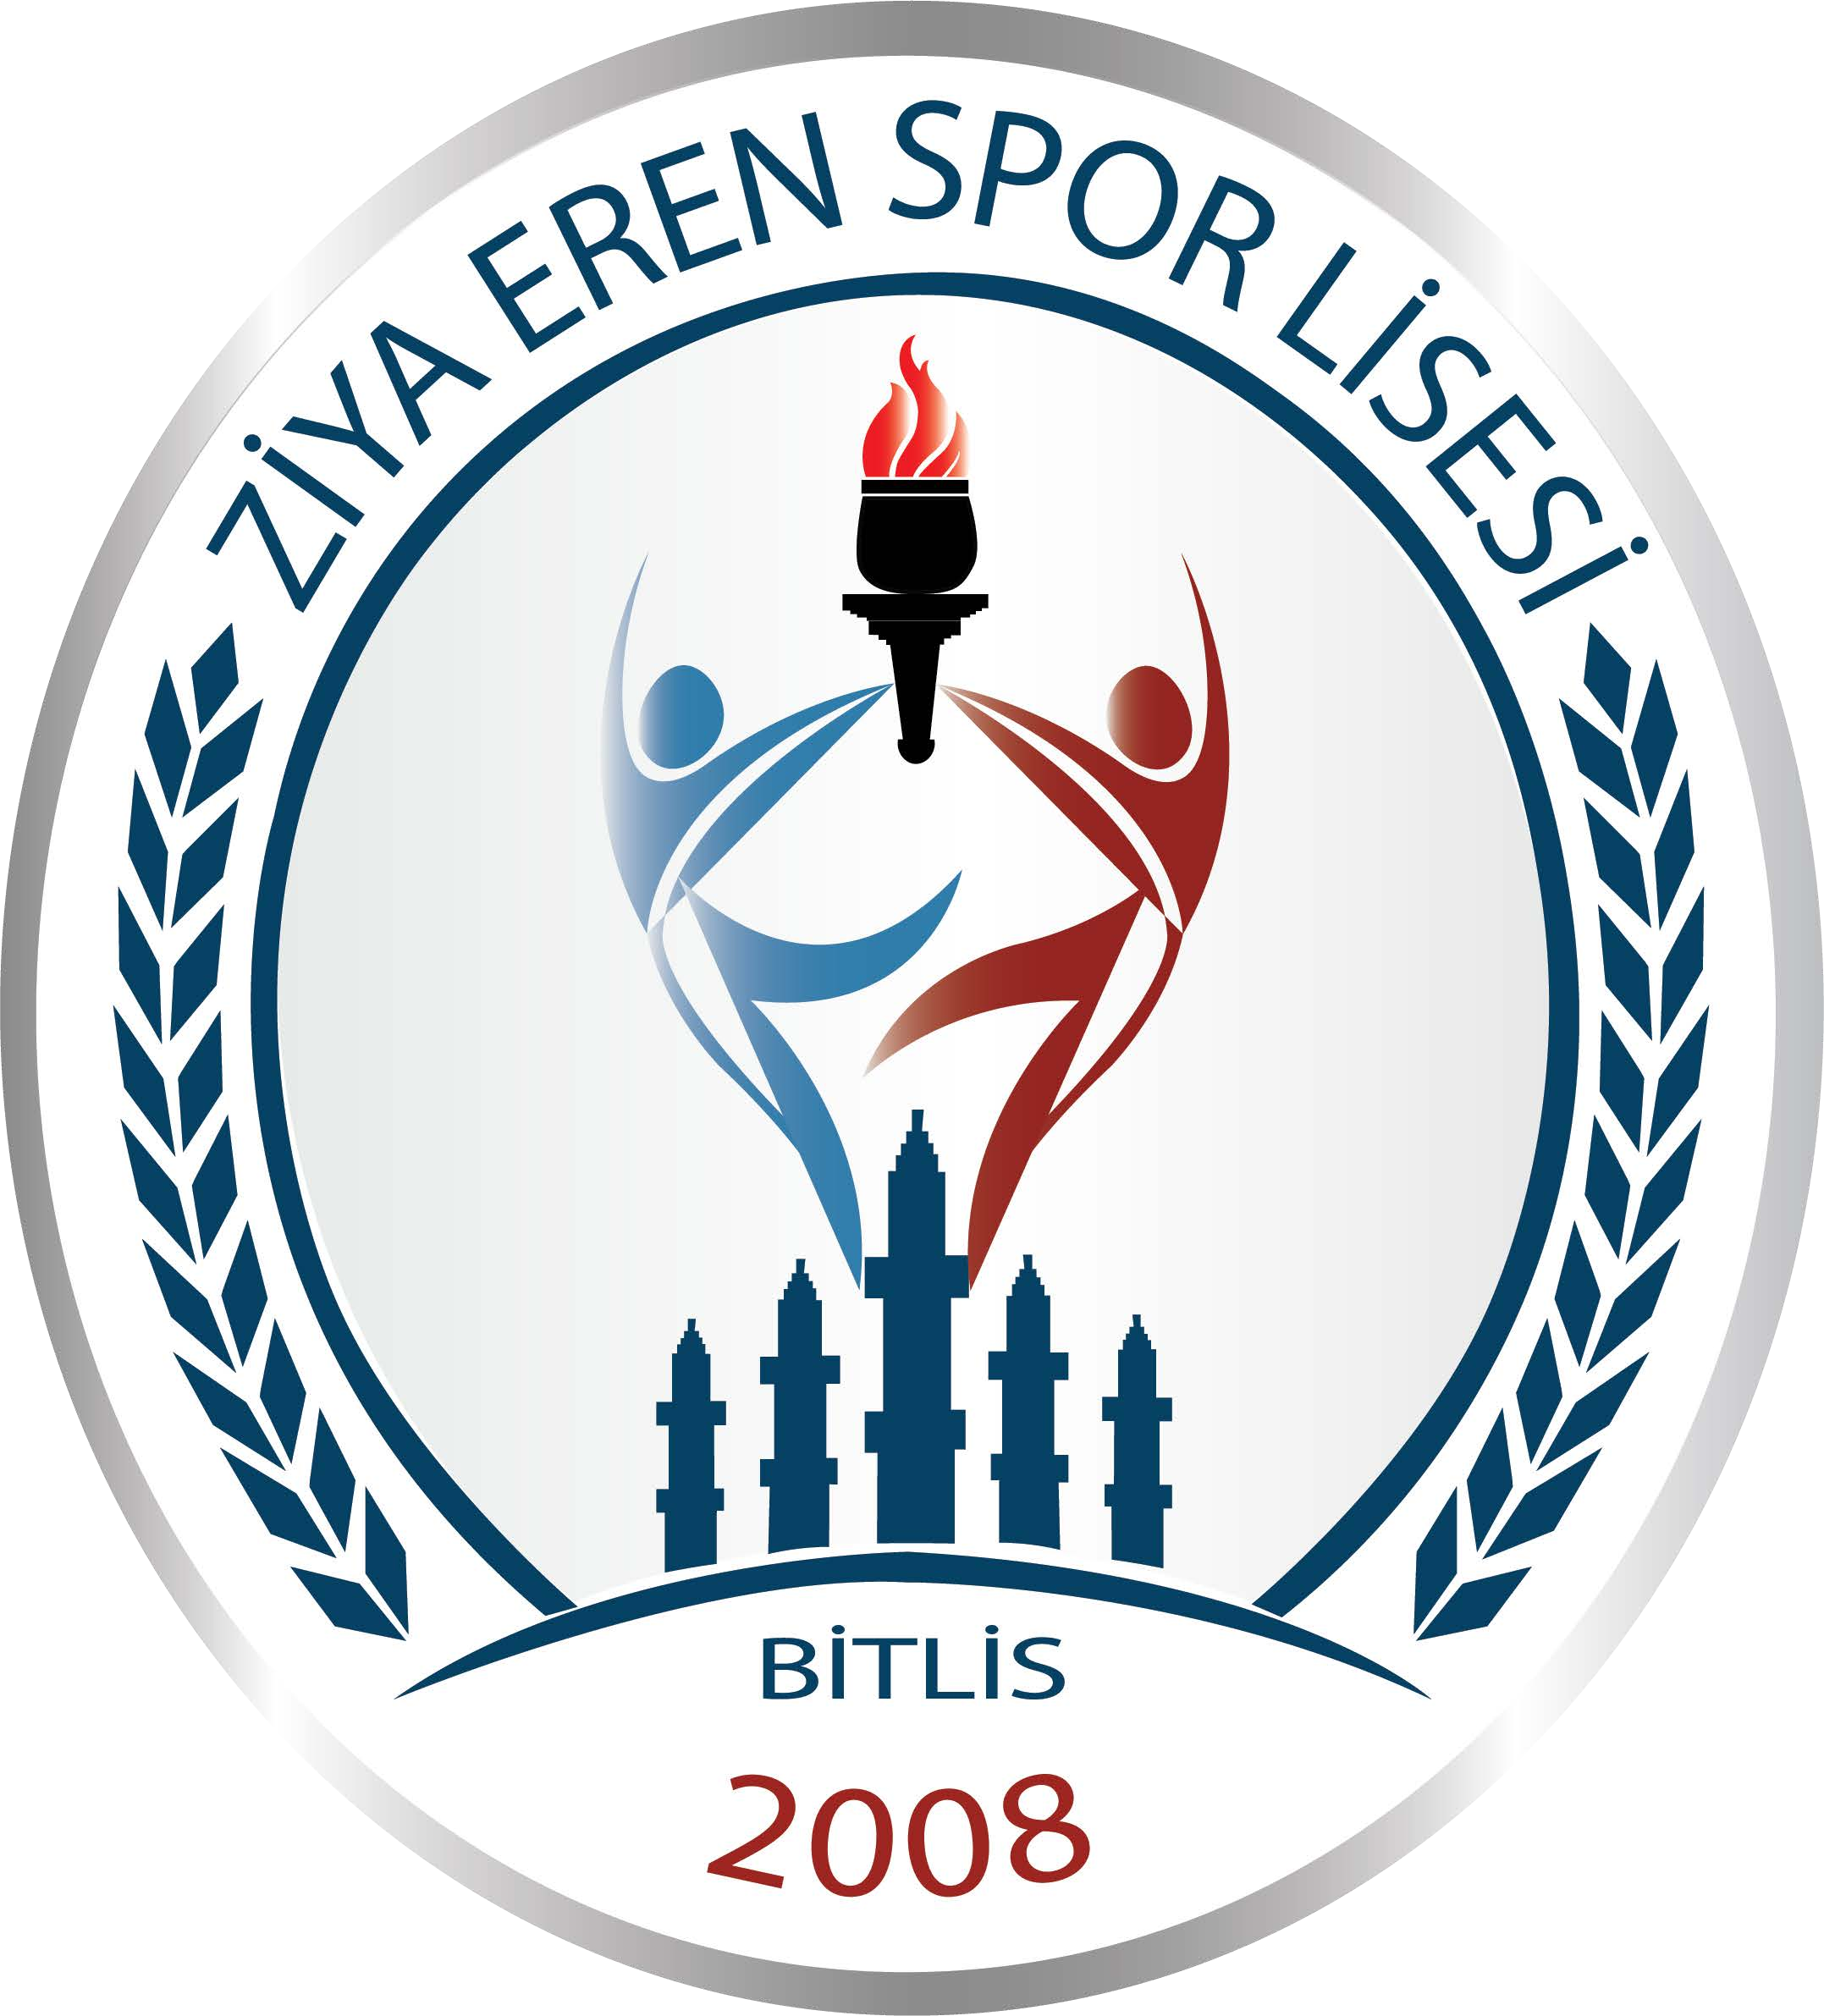 ZİYA EREN SPOR LİSESİ
BİTLİS
2008